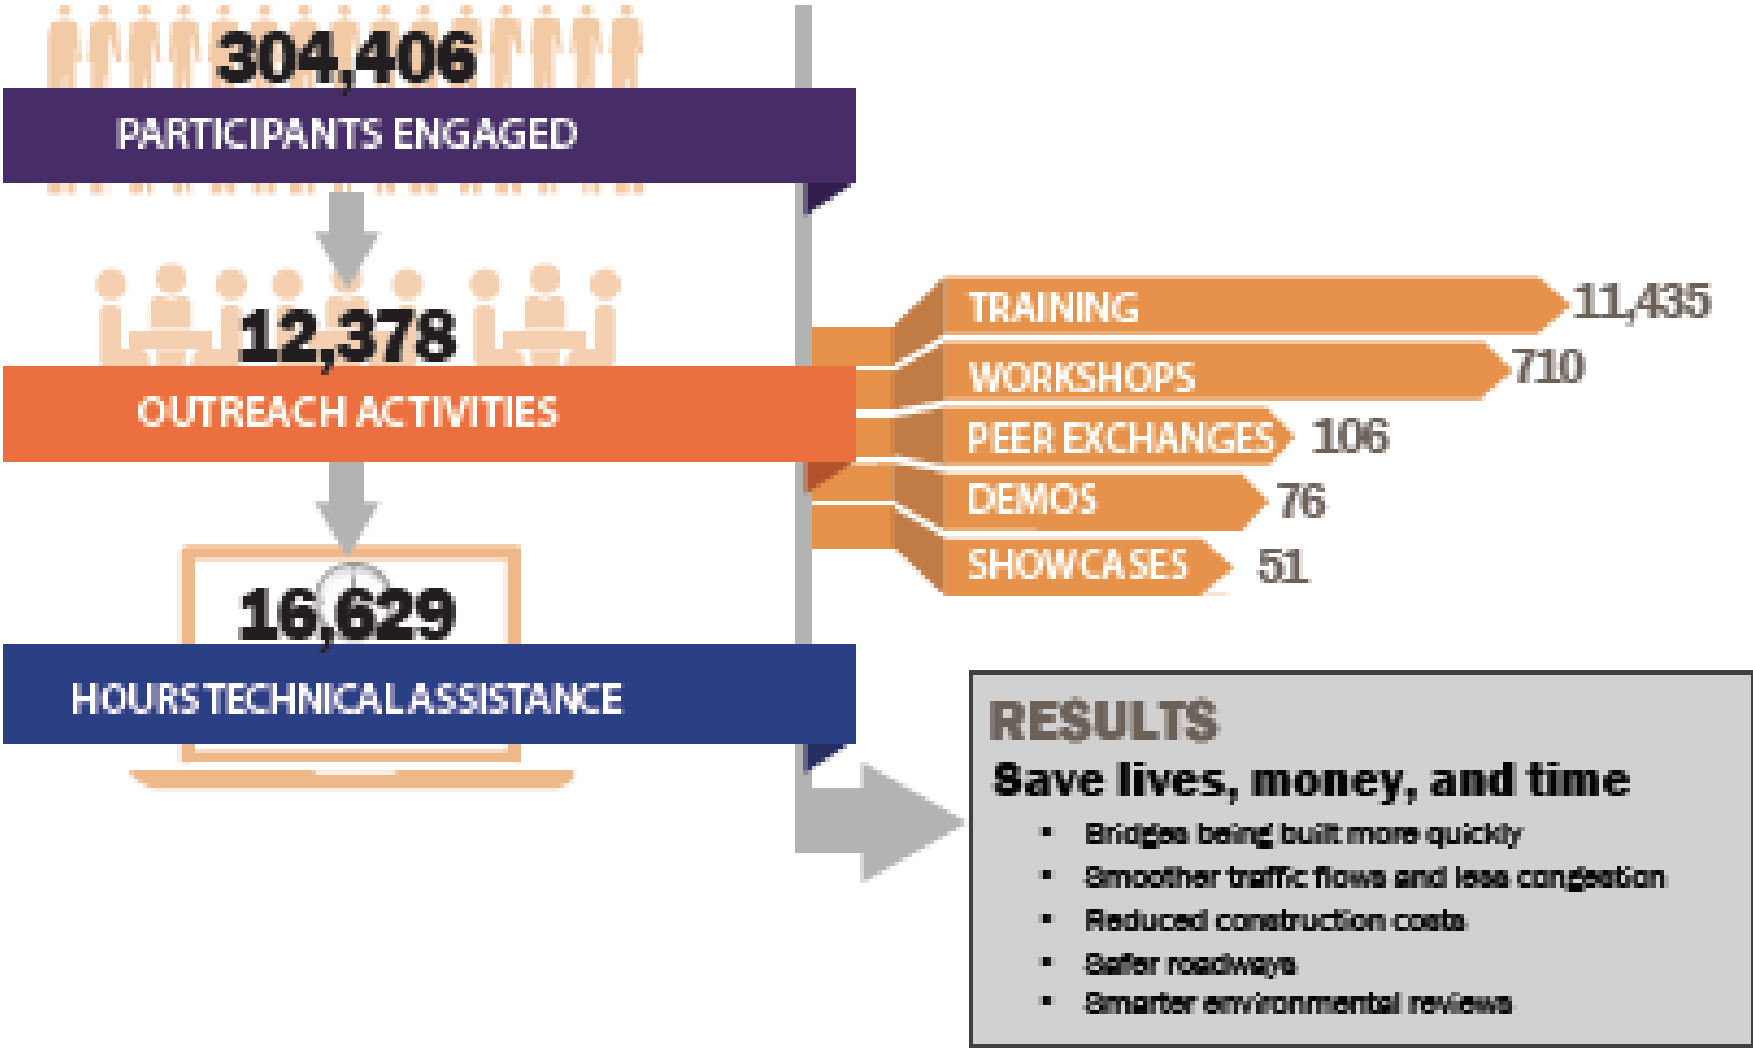 304,406
PARTICIPANTS ENGAGED
12,378
OUTREACH ACTIVITIES
TRAINING 11,435
WORKSHOPS 710
PEER EXCHANGES 106
DEMOS 76
SHOWCASES 51
16,629
HOURS TECHNICAL ASSISTANCE
RESULTS
Save lives, money, and time
▪ Bridges being built more quickly
▪ Smoother traffic flows and less congestion
▪ Reduced construction costs
▪ Safer roadways
▪ Smarter environmental reviews